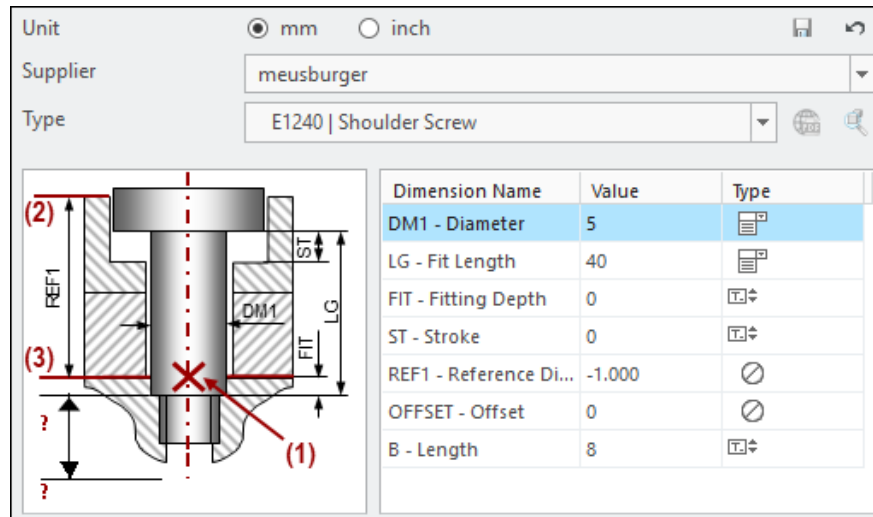 Unit mm inch
Supplier meusburger
Type E1240 | Shoulder Screw
Dimension Name Value Type
DM1 - Diameter 5
LG - Fit Length 40
FIT - Fitting Depth 0
ST - Stroke 0
REF1 - Reference Di... -1.000
OFFSET - Offset 0
B - Length 8
(2)
ST
REF1
DM1
LG
FIT
(3)
?
(1)
?